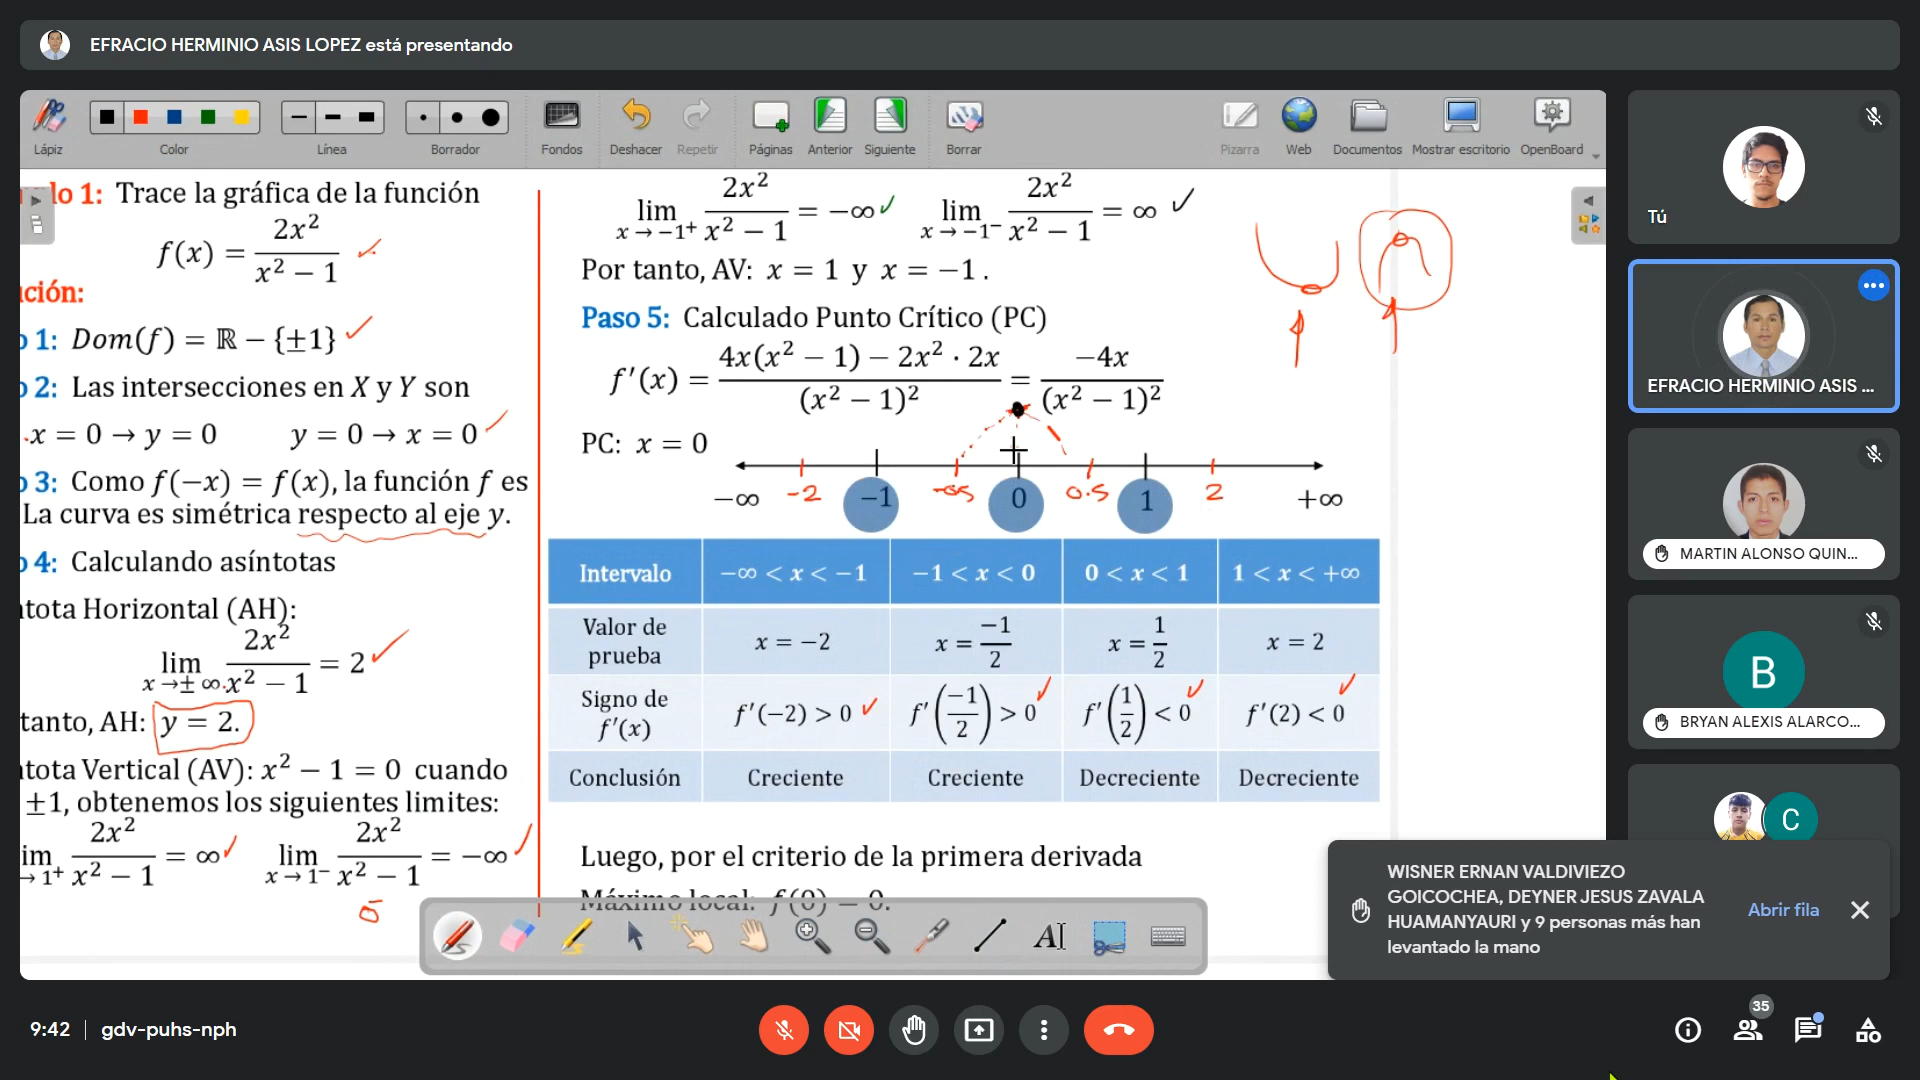 EFRACIO HERMINIO ASIS LOPEZ está presentando
Lápiz
Color
Línea
Borrador
Fondos
Deshacer
Repetir
Páginas
Anterior
Siguiente
Borrar
Pizarra
Web
Documentos
Mostrar escritorio
OpenBoard
lo 1: Trace la gráfica de la función
f(x) = 2x² / (x² − 1)
ción:
o 1: Dom(f) = ℝ − {±1}
o 2: Las intersecciones en X y Y son
x = 0 → y = 0 y = 0 → x = 0
o 3: Como f(−x) = f(x), la función f es
La curva es simétrica respecto al eje y.
o 4: Calculando asíntotas
tota Horizontal (AH):
lim x→± ∞ 2x² / (x² − 1) = 2
tanto, AH: y = 2.
tota Vertical (AV): x² − 1 = 0 cuando
±1, obtenemos los siguientes limites:
im → 1⁺ 2x² / (x² − 1) = ∞ lim x → 1⁻ 2x² / (x² − 1) = −∞
lim x → −1⁺ 2x² / (x² − 1) = −∞ lim x → −1⁻ 2x² / (x² − 1) = ∞
Por tanto, AV: x = 1 y x = −1.
Paso 5: Calculado Punto Crítico (PC)
f′(x) = (4x(x² − 1) − 2x² · 2x) / (x² − 1)² = −4x / (x² − 1)²
PC: x = 0
−∞ -2 −1 0 0.5 1 2 +∞
Intervalo −∞ < x < −1 −1 < x < 0 0 < x < 1 1 < x < +∞
Valor de prueba x = −2 x = −1/2 x = 1/2 x = 2
Signo de f′(x) f′(−2) > 0 f′(−1/2) > 0 f′(1/2) < 0 f′(2) < 0
Conclusión Creciente Creciente Decreciente Decreciente
Luego, por el criterio de la primera derivada
Máximo local: f(0) = 0.
Tú
EFRACIO HERMINIO ASIS ...
MARTIN ALONSO QUIN...
B
BRYAN ALEXIS ALARCO...
C
WISNER ERNAN VALDIVIEZO
GOICOCHEA, DEYNER JESUS ZAVALA
HUAMANYAURI y 9 personas más han
levantado la mano
Abrir fila
9:42 gdv-puhs-nph
35